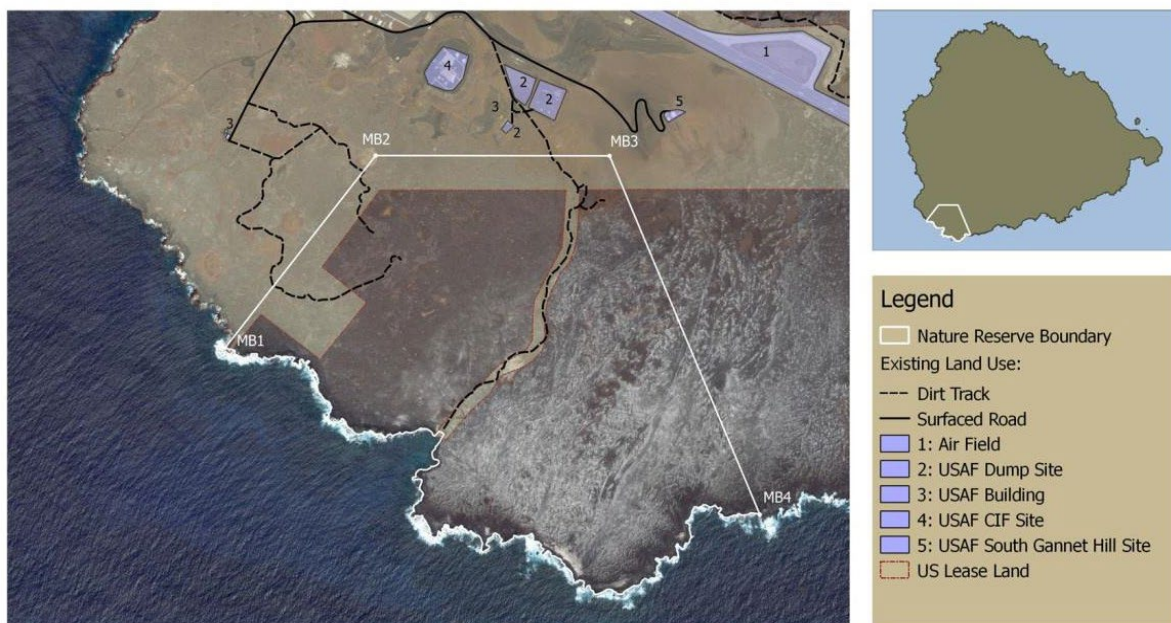 1
4
2
2
5
3
3
2
MB2
MB3
MB1
MB4
Legend
Nature Reserve Boundary
Existing Land Use:
Dirt Track
Surfaced Road
1: Air Field
2: USAF Dump Site
3: USAF Building
4: USAF CIF Site
5: USAF South Gannet Hill Site
US Lease Land